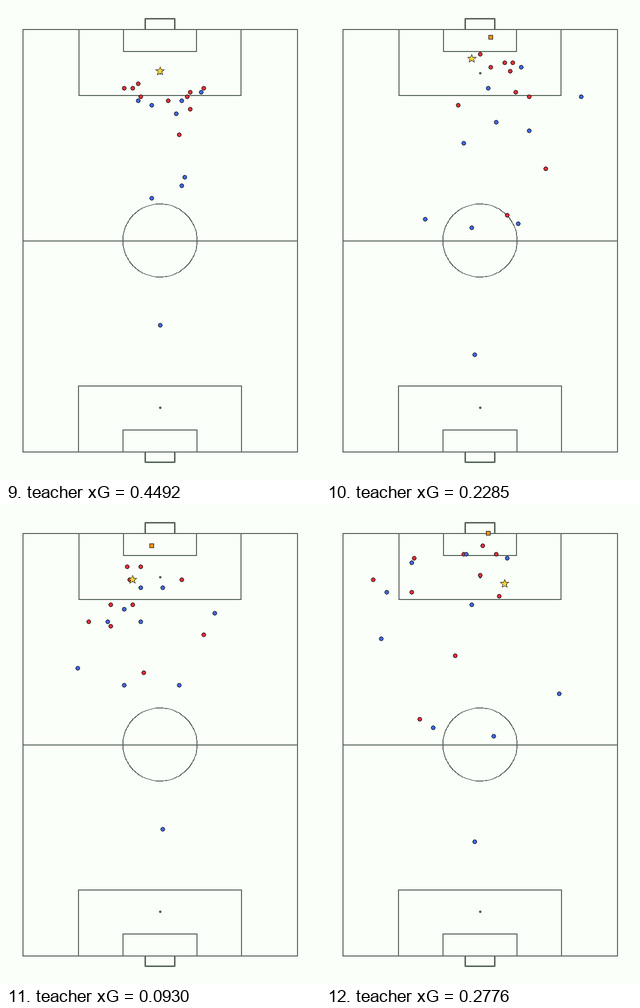 9. teacher xG = 0.4492
10. teacher xG = 0.2285
11. teacher xG = 0.0930
12. teacher xG = 0.2776